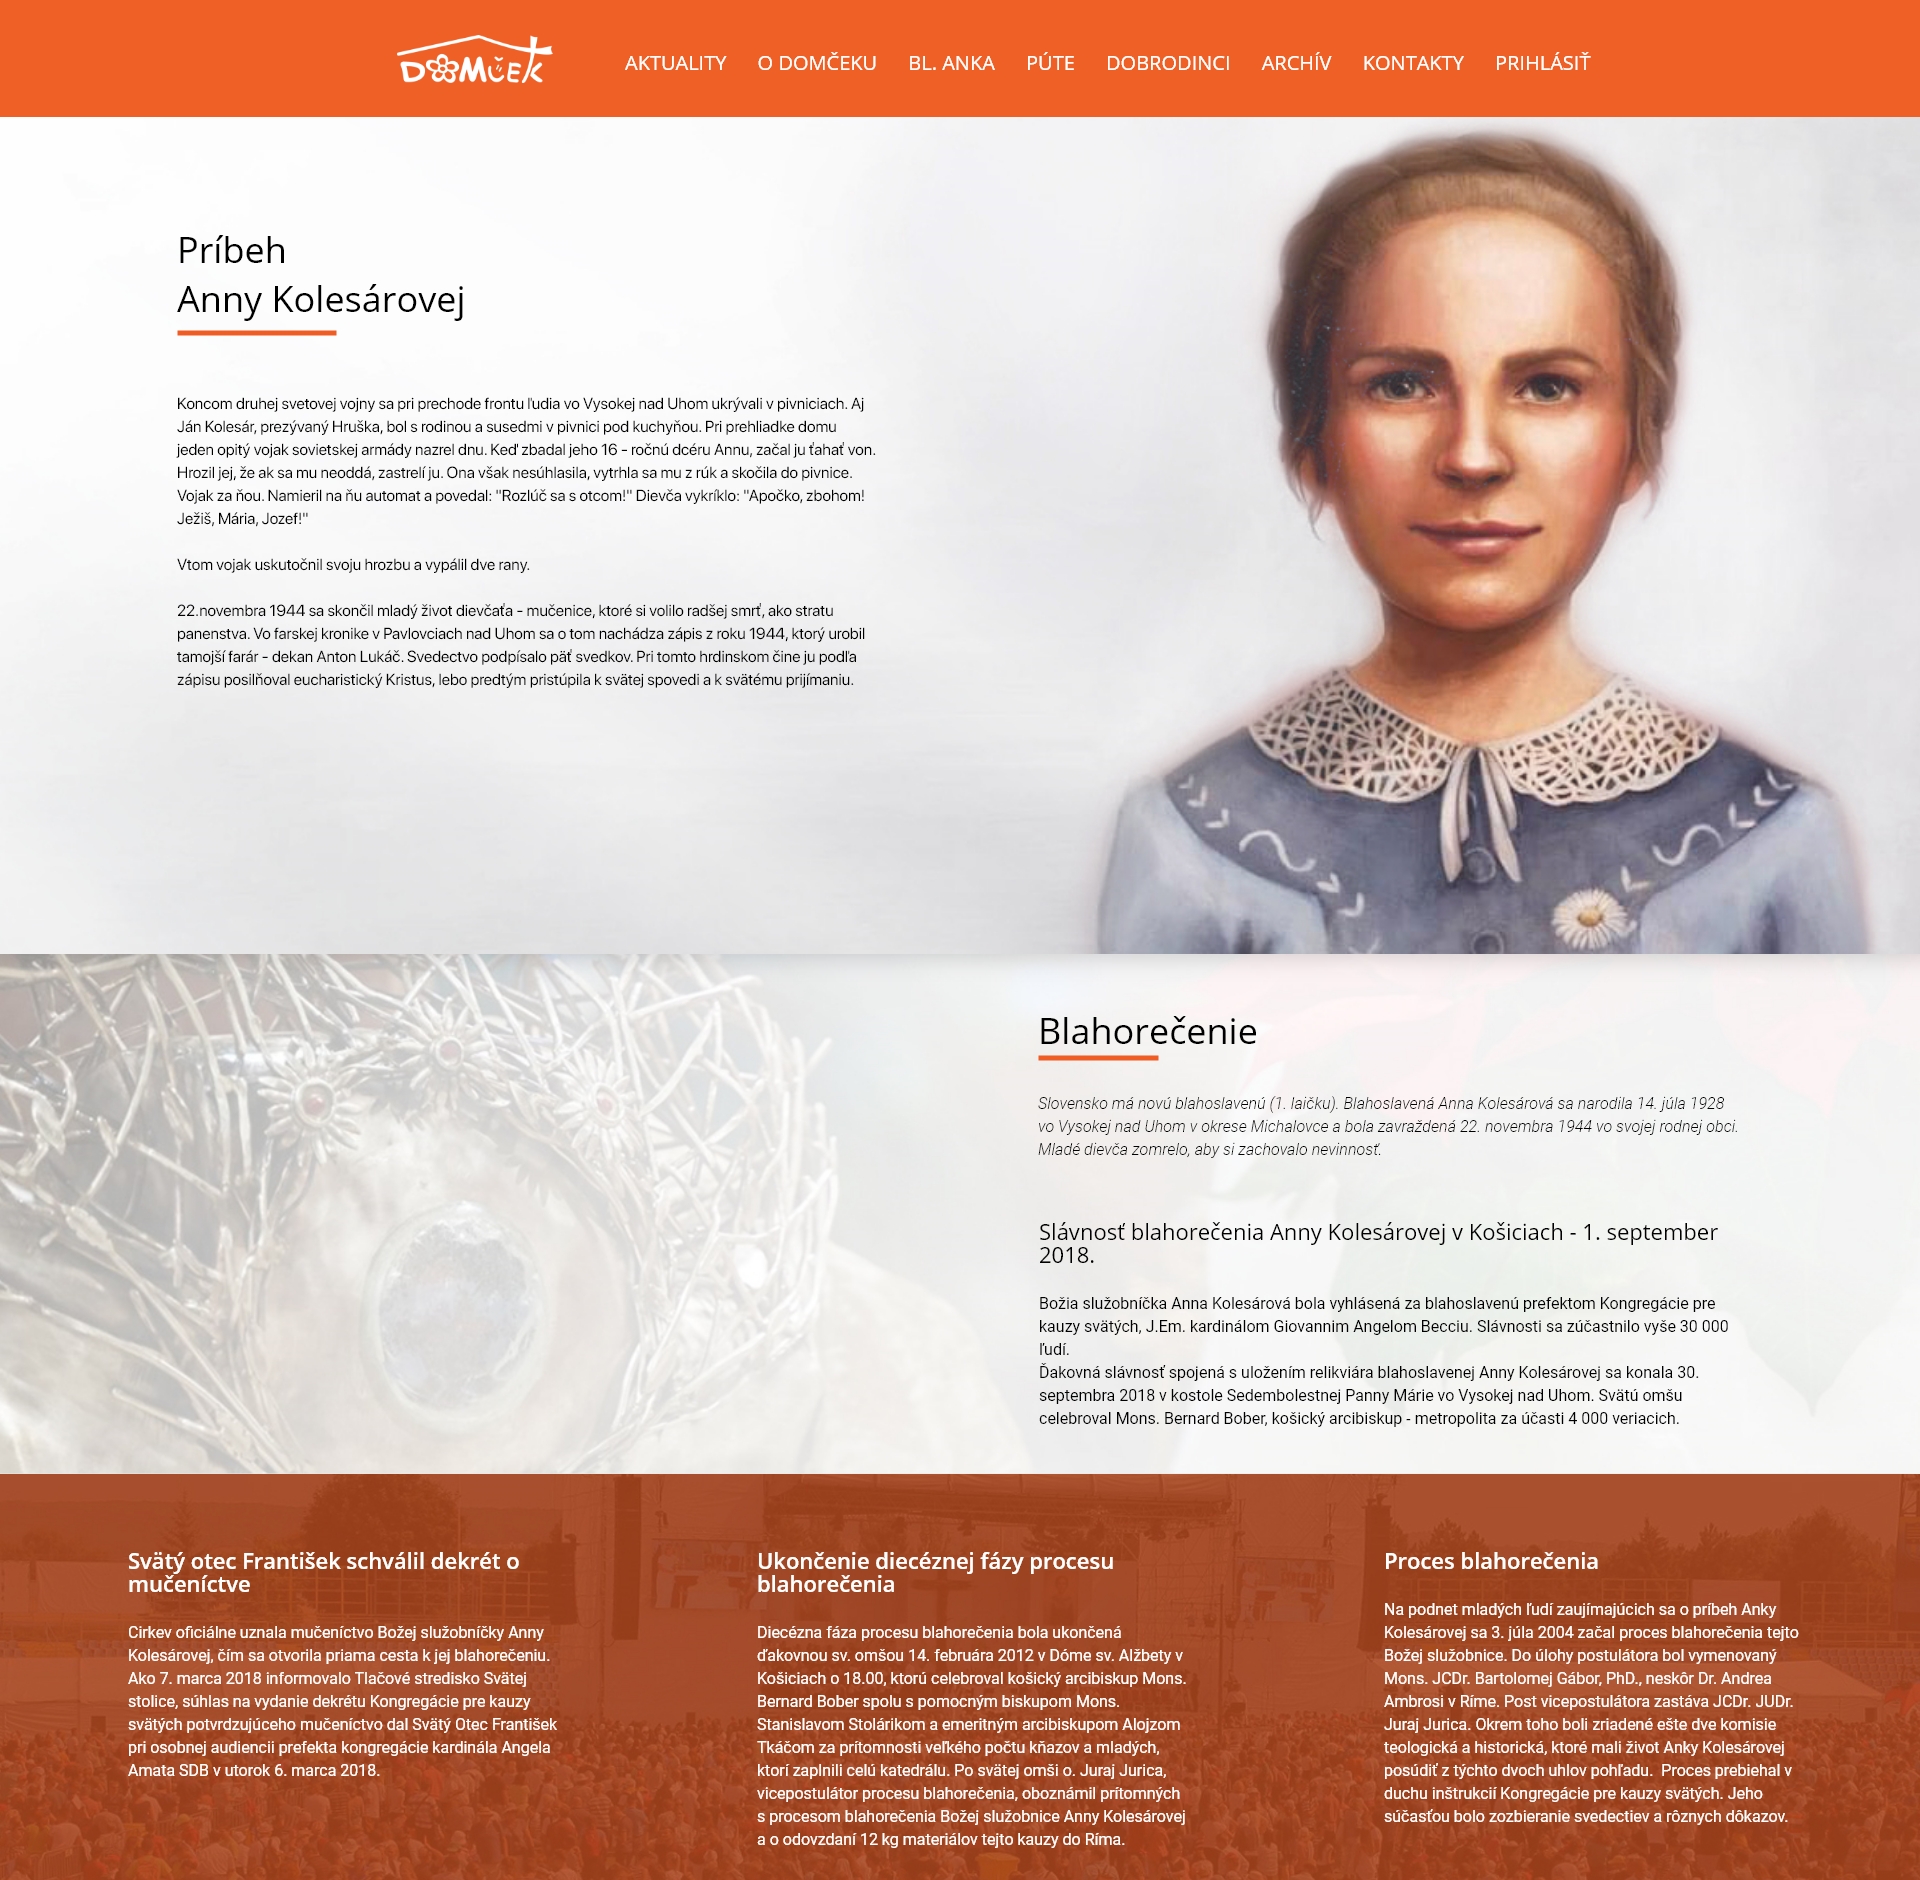 DOMČEK
AKTUALITY O DOMČEKU BL. ANKA PÚTE DOBRODINCI ARCHÍV KONTAKTY PRIHLÁSIŤ
Príbeh
Anny Kolesárovej
Koncom druhej svetovej vojny sa pri prechode frontu ľudia vo Vysokej nad Uhom ukrývali v pivniciach. Aj
Ján Kolesár, prezývaný Hruška, bol s rodinou a susedmi v pivnici pod kuchyňou. Pri prehliadke domu
jeden opitý vojak sovietskej armády nazrel dnu. Keď zbadal jeho 16 - ročnú dcéru Annu, začal ju ťahať von.
Hrozil jej, že ak sa mu neoddá, zastrelí ju. Ona však nesúhlasila, vytrhla sa mu z rúk a skočila do pivnice.
Vojak za ňou. Namieril na ňu automat a povedal: "Rozlúč sa s otcom!" Dievča vykríklo: "Apočko, zbohom!
Ježiš, Mária, Jozef!"
Vtom vojak uskutočnil svoju hrozbu a vypálil dve rany.
22.novembra 1944 sa skončil mladý život dievčaťa - mučenice, ktoré si volilo radšej smrť, ako stratu
panenstva. Vo farskej kronike v Pavlovciach nad Uhom sa o tom nachádza zápis z roku 1944, ktorý urobil
tamojší farár - dekan Anton Lukáč. Svedectvo podpísalo päť svedkov. Pri tomto hrdinskom čine ju podľa
zápisu posilňoval eucharistický Kristus, lebo predtým pristúpila k svätej spovedi a k svätému prijímaniu.
Blahorečenie
Slovensko má novú blahoslavenú (1. laičku). Blahoslavená Anna Kolesárová sa narodila 14. júla 1928
vo Vysokej nad Uhom v okrese Michalovce a bola zavraždená 22. novembra 1944 vo svojej rodnej obci.
Mladé dievča zomrelo, aby si zachovalo nevinnosť.
Slávnosť blahorečenia Anny Kolesárovej v Košiciach - 1. september
2018.
Božia služobníčka Anna Kolesárová bola vyhlásená za blahoslavenú prefektom Kongregácie pre
kauzy svätých, J.Em. kardinálom Giovannim Angelom Becciu. Slávnosti sa zúčastnilo vyše 30 000
ľudí.
Ďakovná slávnosť spojená s uložením relikviára blahoslavenej Anny Kolesárovej sa konala 30.
septembra 2018 v kostole Sedembolestnej Panny Márie vo Vysokej nad Uhom. Svätú omšu
celebroval Mons. Bernard Bober, košický arcibiskup - metropolita za účasti 4 000 veriacich.
Svätý otec František schválil dekrét o
mučeníctve
Cirkev oficiálne uznala mučeníctvo Božej služobníčky Anny
Kolesárovej, čím sa otvorila priama cesta k jej blahorečeniu.
Ako 7. marca 2018 informovalo Tlačové stredisko Svätej
stolice, súhlas na vydanie dekrétu Kongregácie pre kauzy
svätých potvrdzujúceho mučeníctvo dal Svätý Otec František
pri osobnej audiencii prefekta kongregácie kardinála Angela
Amata SDB v utorok 6. marca 2018.
Ukončenie diecéznej fázy procesu
blahorečenia
Diecézna fáza procesu blahorečenia bola ukončená
ďakovnou sv. omšou 14. februára 2012 v Dóme sv. Alžbety v
Košiciach o 18.00, ktorú celebroval košický arcibiskup Mons.
Bernard Bober spolu s pomocným biskupom Mons.
Stanislavom Stolárikom a emeritným arcibiskupom Alojzom
Tkáčom za prítomnosti veľkého počtu kňazov a mladých,
ktorí zaplnili celú katedrálu. Po svätej omši o. Juraj Jurica,
vicepostulátor procesu blahorečenia, oboznámil prítomných
s procesom blahorečenia Božej služobnice Anny Kolesárovej
a o odovzdaní 12 kg materiálov tejto kauzy do Ríma.
Proces blahorečenia
Na podnet mladých ľudí zaujímajúcich sa o príbeh Anky
Kolesárovej sa 3. júla 2004 začal proces blahorečenia tejto
Božej služobnice. Do úlohy postulátora bol vymenovaný
Mons. JCDr. Bartolomej Gábor, PhD., neskôr Dr. Andrea
Ambrosi v Ríme. Post vicepostulátora zastáva JCDr. JUDr.
Juraj Jurica. Okrem toho boli zriadené ešte dve komisie
teologická a historická, ktoré mali život Anky Kolesárovej
posúdiť z týchto dvoch uhlov pohľadu.  Proces prebiehal v
duchu inštrukcií Kongregácie pre kauzy svätých. Jeho
súčasťou bolo zozbieranie svedectiev a rôznych dôkazov.